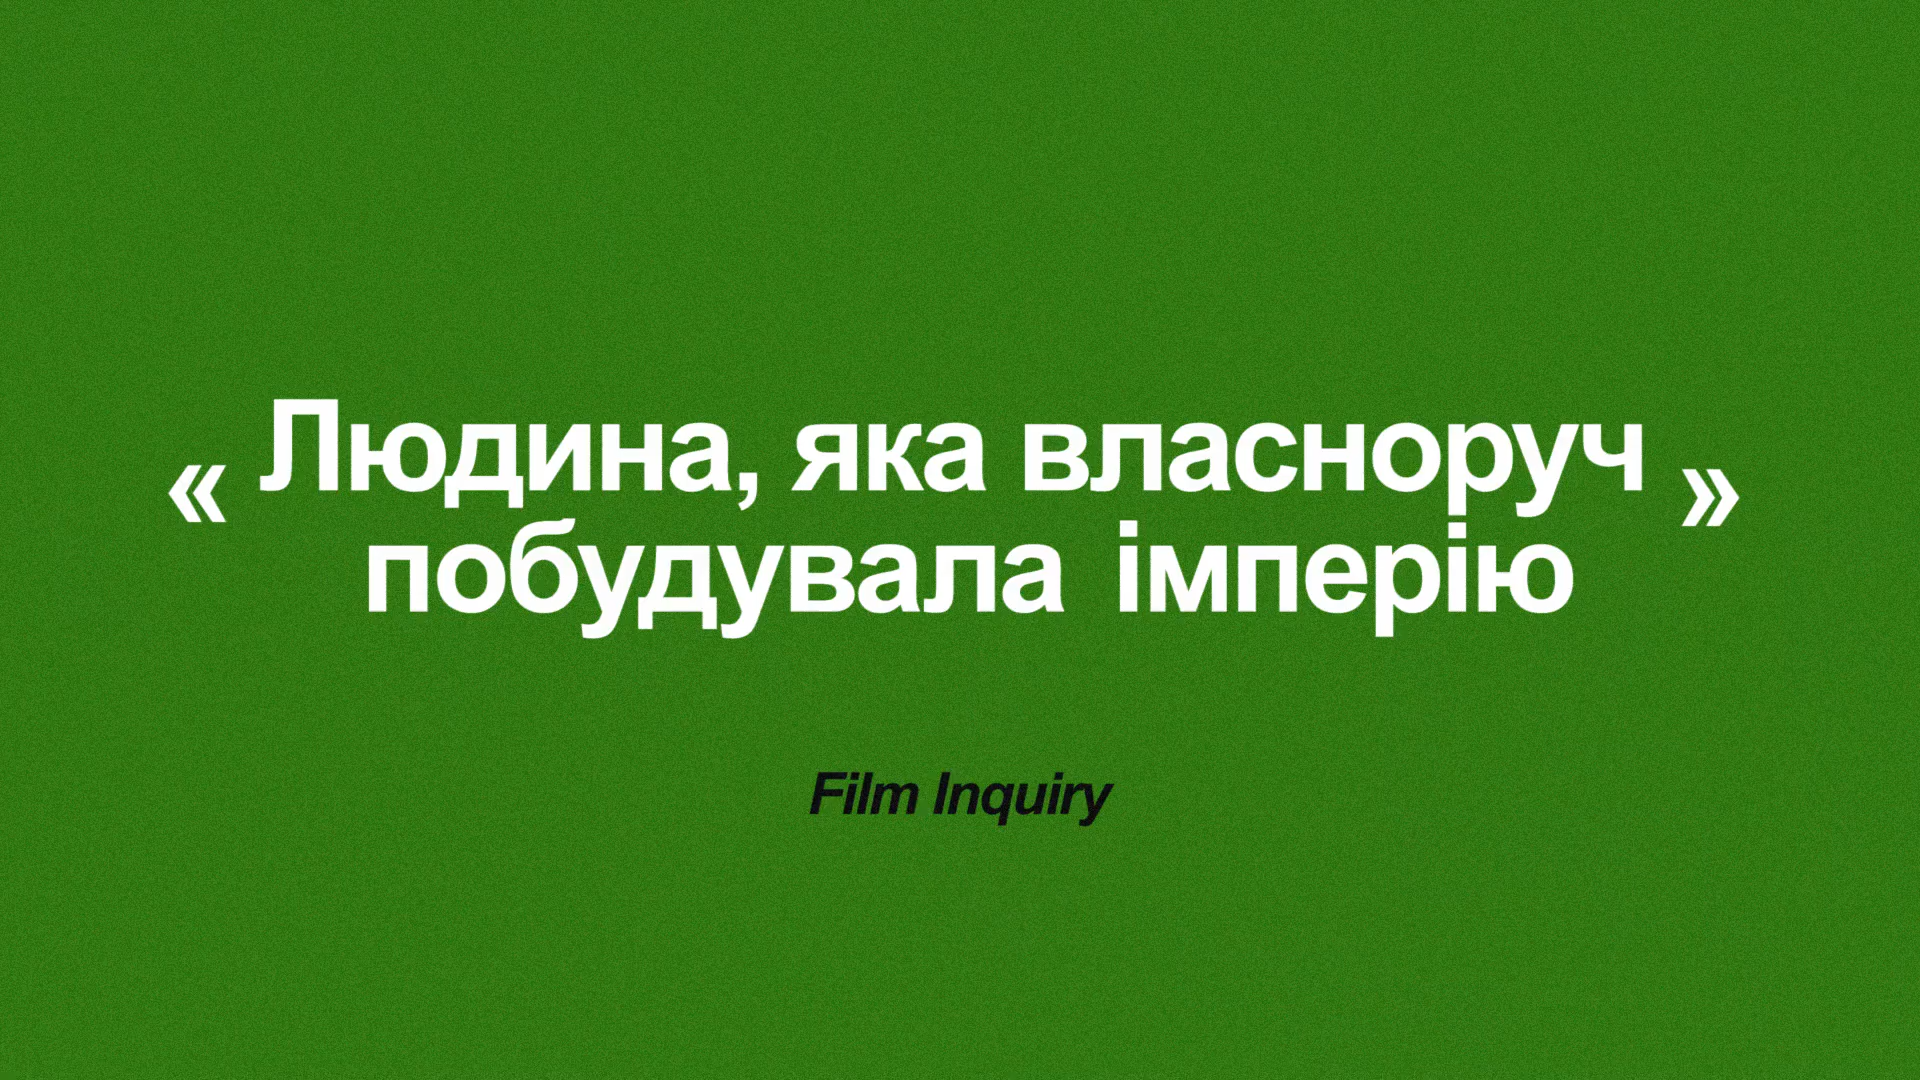 « Людина, яка власноруч »
побудувала імперію
Film Inquiry